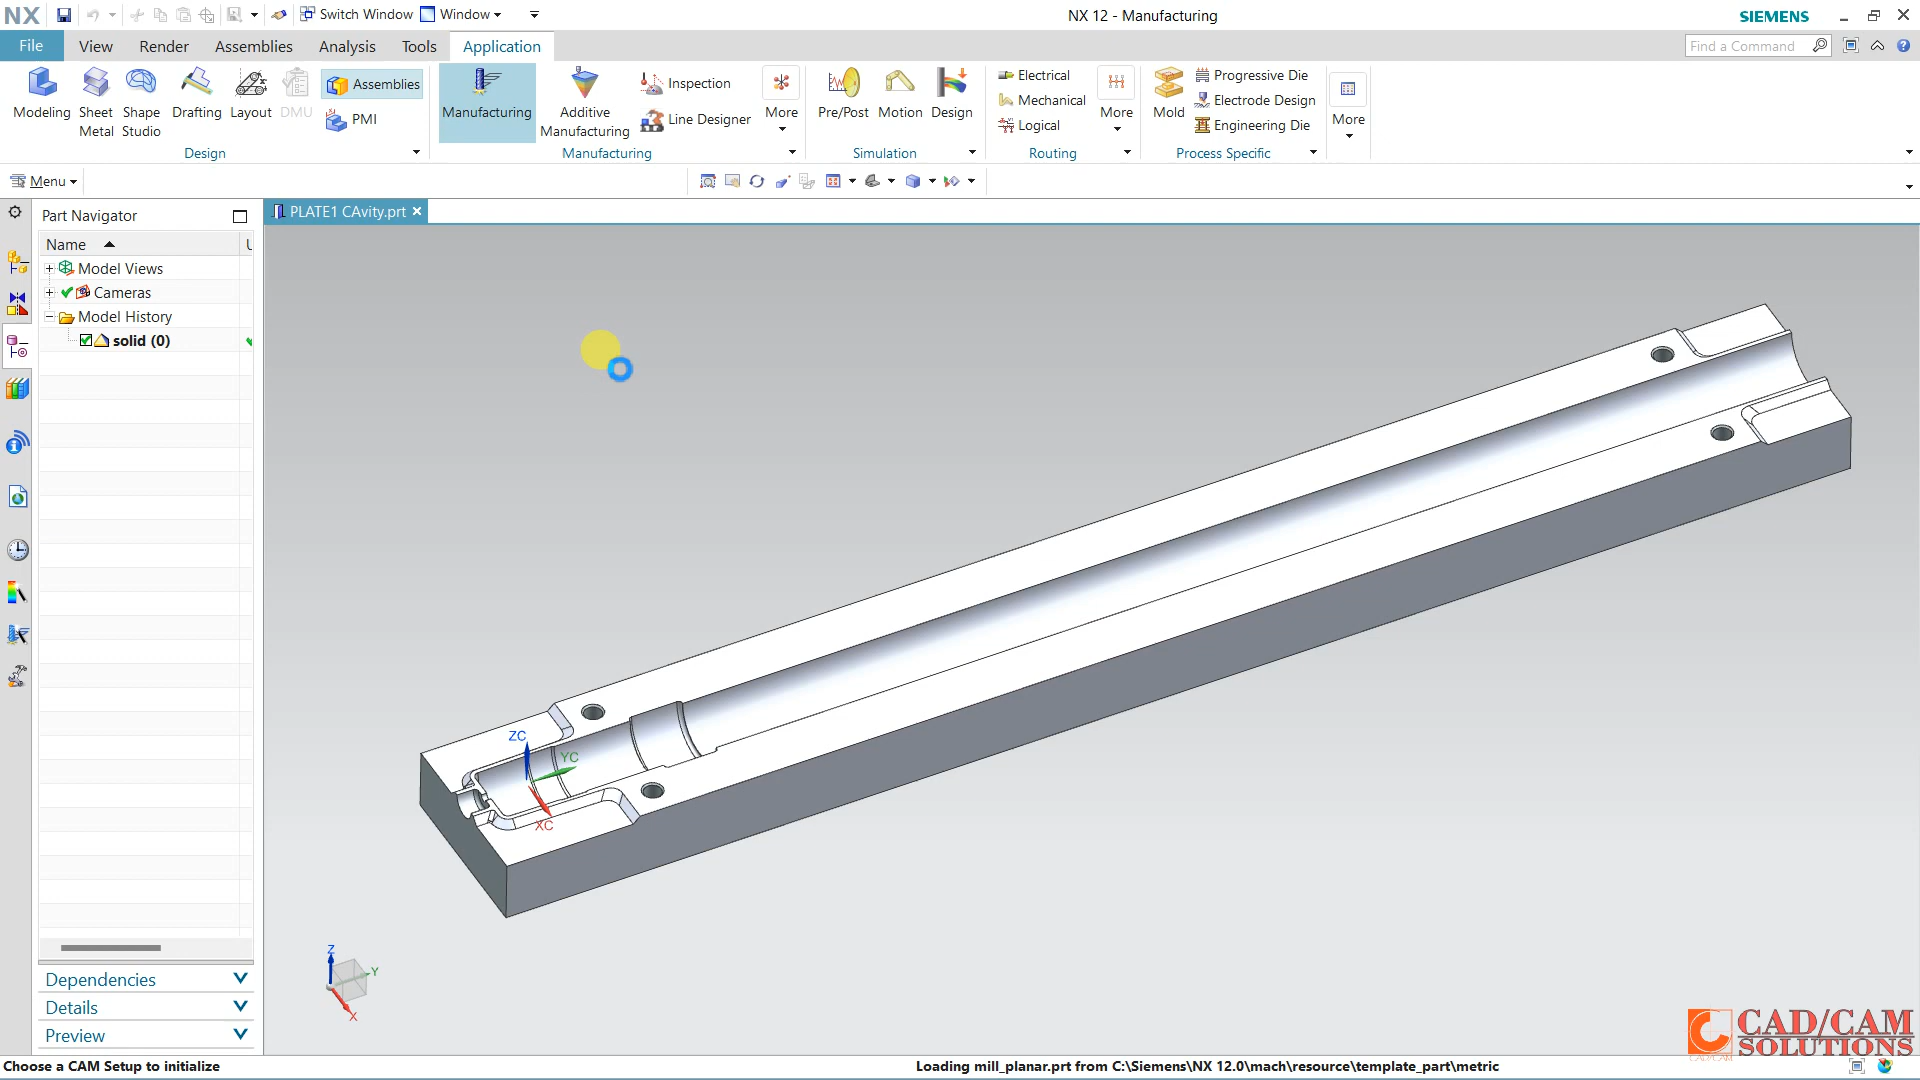 NX Switch Window Window NX 12 - Manufacturing SIEMENS
File View Render Assemblies Analysis Tools Application Find a Command
Modeling Sheet Metal Shape Studio Drafting Layout DMU Assemblies PMI
Manufacturing Additive Manufacturing Inspection Line Designer More
Pre/Post Motion Design
Electrical Mechanical Logical More
Mold Progressive Die Electrode Design Engineering Die More
Design Manufacturing Simulation Routing Process Specific
Menu
Part Navigator
PLATE1 CAvity.prt
Name U
Model Views
Cameras
Model History
solid (0)
ZC
YC
XC
Z
Y
X
Dependencies
Details
Preview
CAD/CAM
SOLUTIONS
Choose a CAM Setup to initialize Loading mill_planar.prt from C:\Siemens\NX 12.0\mach\resource\template_part\metric